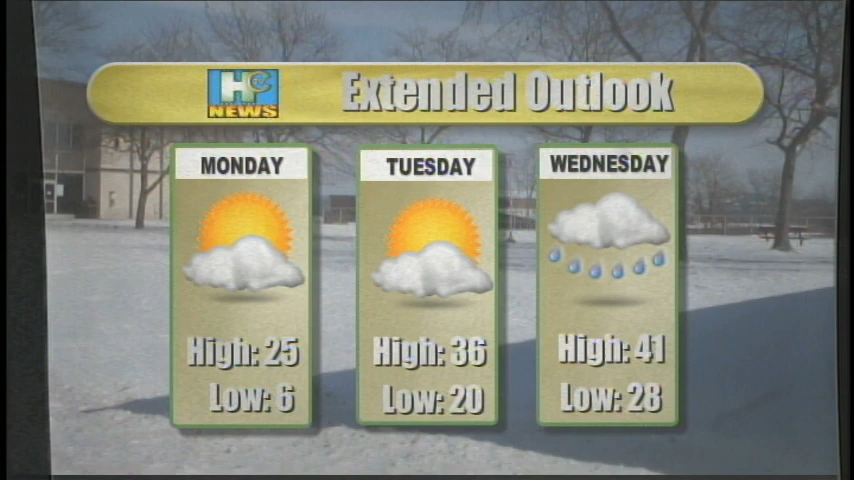 HC
NEWS
Extended Outlook
MONDAY
High: 25
Low: 6
TUESDAY
High: 36
Low: 20
WEDNESDAY
High: 41
Low: 28